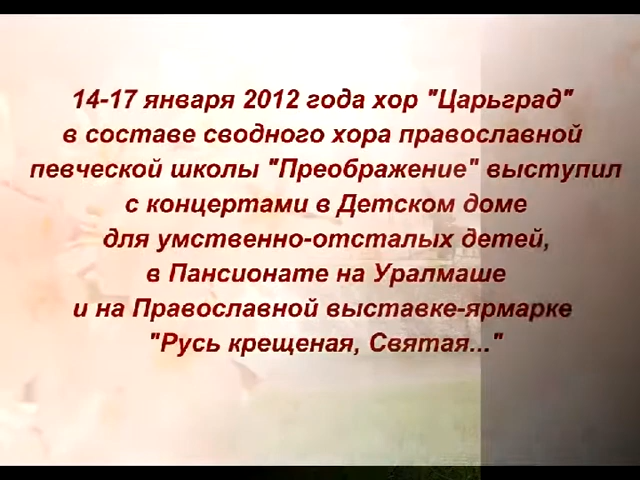 14-17 января 2012 года хор "Царьград"
в составе сводного хора православной
певческой школы "Преображение" выступил
с концертами в Детском доме
для умственно-отсталых детей,
в Пансионате на Уралмаше
и на Православной выставке-ярмарке
"Русь крещеная, Святая..."